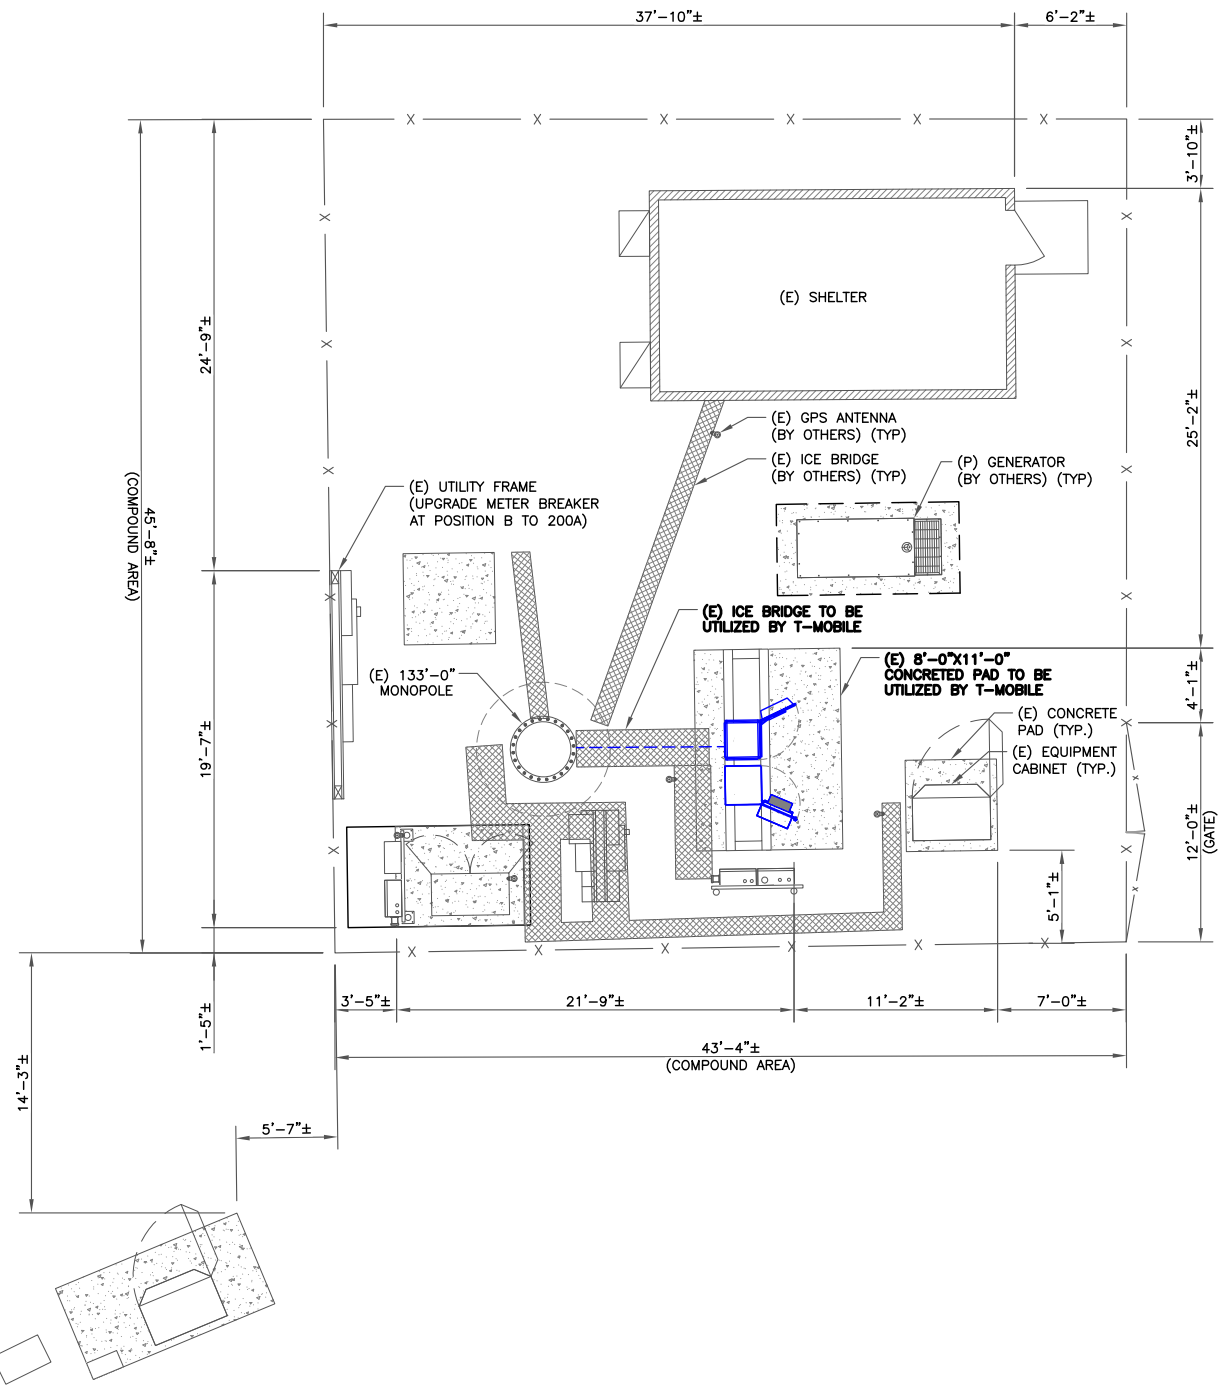 37'-10"±
6'-2"±
3'-10"±
45'-8"±
(COMPOUND AREA)
24'-9"±
(E) SHELTER
25'-2"±
(E) GPS ANTENNA
(BY OTHERS) (TYP)
(E) ICE BRIDGE
(BY OTHERS) (TYP)
(P) GENERATOR
(BY OTHERS) (TYP)
(E) UTILITY FRAME
(UPGRADE METER BREAKER
AT POSITION B TO 200A)
(E) ICE BRIDGE TO BE
UTILIZED BY T-MOBILE
(E) 8'-0"X11'-0"
CONCRETED PAD TO BE
UTILIZED BY T-MOBILE
4'-1"±
(E) 133'-0"
MONOPOLE
(E) CONCRETE
PAD (TYP.)
(E) EQUIPMENT
CABINET (TYP.)
19'-7"±
12'-0"±
(GATE)
5'-1"±
3'-5"±
21'-9"±
11'-2"±
7'-0"±
1'-5"±
43'-4"±
(COMPOUND AREA)
14'-3"±
5'-7"±